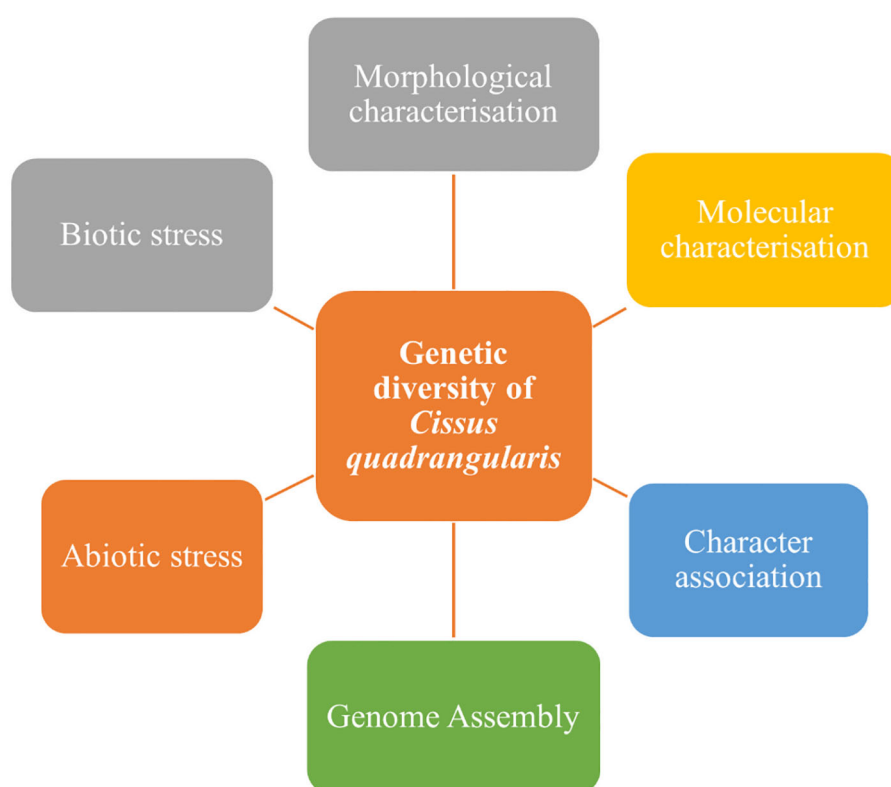 Morphological
characterisation
Biotic stress
Molecular
characterisation
Genetic
diversity of
Cissus
quadrangularis
Abiotic stress
Character
association
Genome Assembly